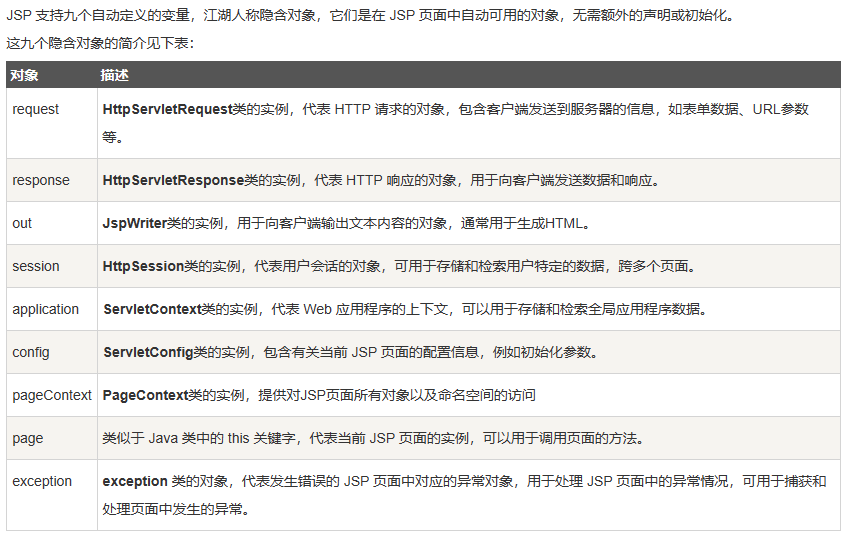 JSP 支持九个自动定义的变量，江湖人称隐含对象，它们是在 JSP 页面中自动可用的对象，无需额外的声明或初始化。
这九个隐含对象的简介见下表：
对象 描述
request HttpServletRequest类的实例，代表 HTTP 请求的对象，包含客户端发送到服务器的信息，如表单数据、URL参数
等。
response HttpServletResponse类的实例，代表 HTTP 响应的对象，用于向客户端发送数据和响应。
out JspWriter类的实例，用于向客户端输出文本内容的对象，通常用于生成HTML。
session HttpSession类的实例，代表用户会话的对象，可用于存储和检索用户特定的数据，跨多个页面。
application ServletContext类的实例，代表 Web 应用程序的上下文，可以用于存储和检索全局应用程序数据。
config ServletConfig类的实例，包含有关当前 JSP 页面的配置信息，例如初始化参数。
pageContext PageContext类的实例，提供对JSP页面所有对象以及命名空间的访问
page 类似于 Java 类中的 this 关键字，代表当前 JSP 页面的实例，可以用于调用页面的方法。
exception exception 类的对象，代表发生错误的 JSP 页面中对应的异常对象，用于处理 JSP 页面中的异常情况，可用于捕获和
处理页面中发生的异常。